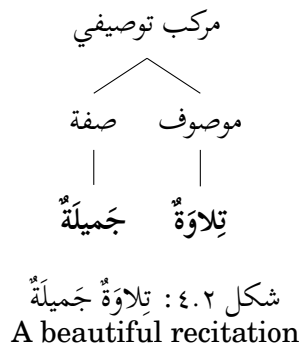 مركب توصيفي
موصوف صفة
تِلاوَةٌ جَميلَةٌ
شكل ٤.٢: تِلاوَةٌ جَميلَةٌ
A beautiful recitation